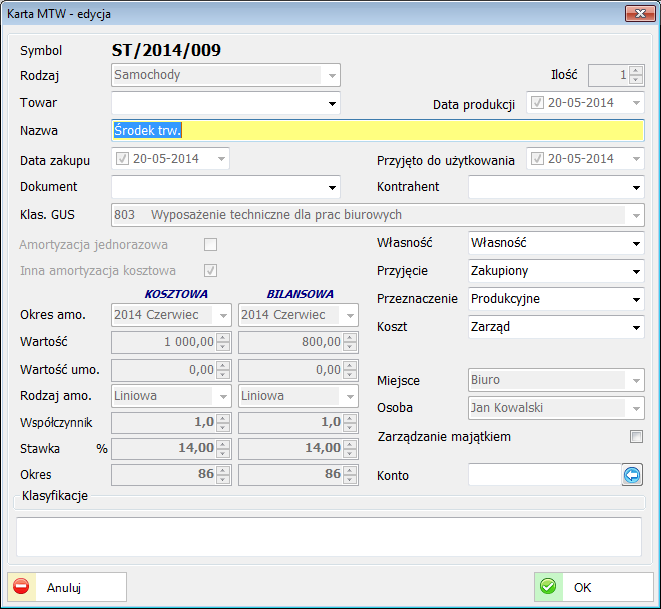 Karta MTW - edycja
Symbol ST/2014/009
Rodzaj Samochody Ilość 1
Towar Data produkcji 20-05-2014
Nazwa Środek trw.
Data zakupu 20-05-2014 Przyjęto do użytkowania 20-05-2014
Dokument Kontrahent
Klas. GUS 803 Wyposażenie techniczne dla prac biurowych
Amortyzacja jednorazowa Własność Własność
Inna amortyzacja kosztowa Przyjęcie Zakupiony
KOSZTOWA BILANSOWA Przeznaczenie Produkcyjne
Okres amo. 2014 Czerwiec 2014 Czerwiec Koszt Zarząd
Wartość 1 000,00 800,00
Wartość umo. 0,00 0,00 Miejsce Biuro
Rodzaj amo. Liniowa Liniowa Osoba Jan Kowalski
Współczynnik 1,0 1,0 Zarządzanie majątkiem
Stawka % 14,00 14,00
Okres 86 86 Konto
Klasyfikacje
Anuluj OK